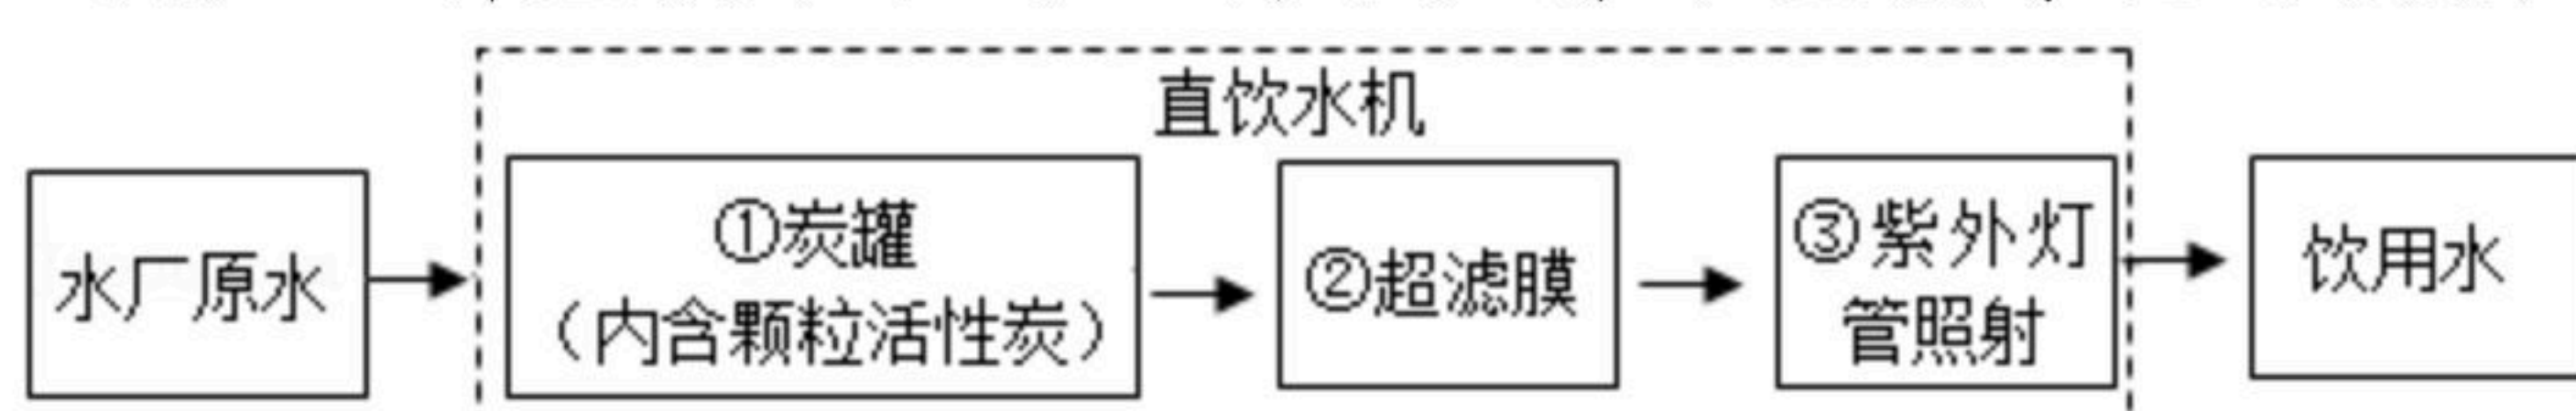 直饮水机
水厂原水
①炭罐
（内含颗粒活性炭）
②超滤膜
③紫外灯
管照射
饮用水